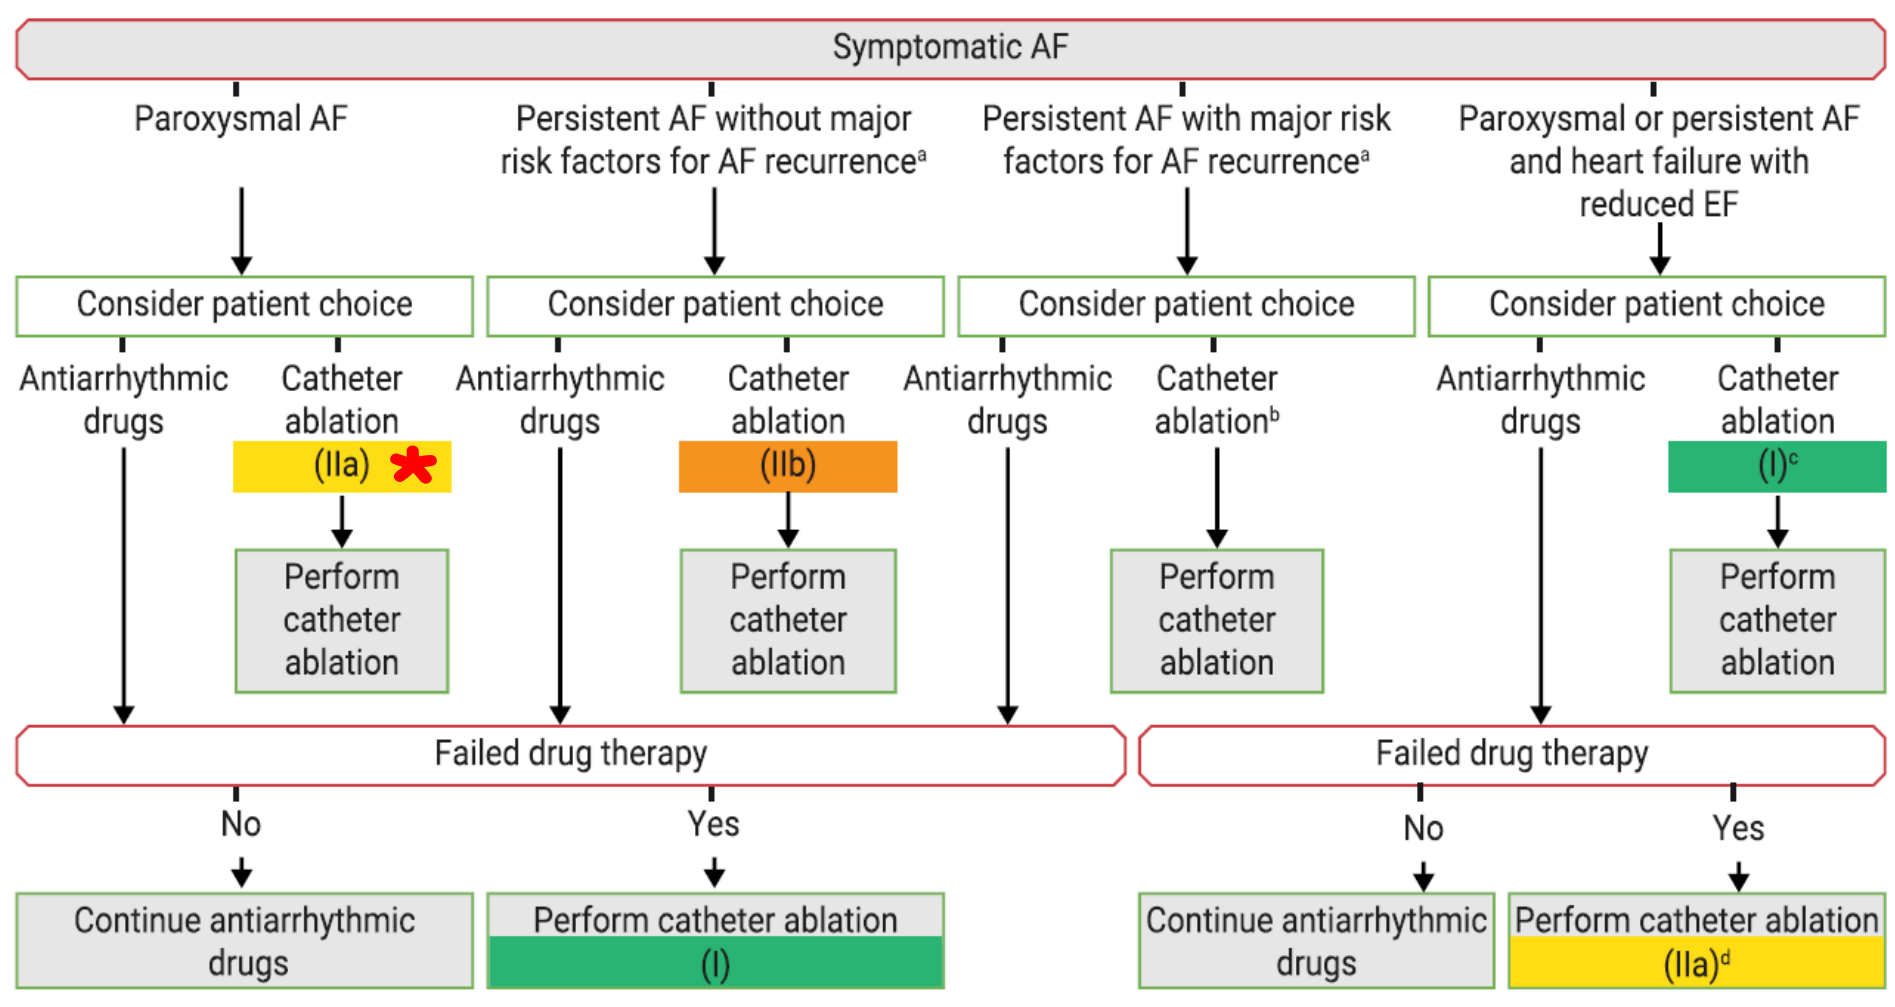 Symptomatic AF
Paroxysmal AF
Persistent AF without major
risk factors for AF recurrenceᵃ
Persistent AF with major risk
factors for AF recurrenceᵃ
Paroxysmal or persistent AF
and heart failure with
reduced EF
Consider patient choice
Consider patient choice
Consider patient choice
Consider patient choice
Antiarrhythmic
drugs
Catheter
ablation
(IIa)
Antiarrhythmic
drugs
Catheter
ablation
(IIb)
Antiarrhythmic
drugs
Catheter
ablationᵇ
Antiarrhythmic
drugs
Catheter
ablation
(I)ᶜ
Perform
catheter
ablation
Perform
catheter
ablation
Perform
catheter
ablation
Perform
catheter
ablation
Failed drug therapy
Failed drug therapy
No
Yes
No
Yes
Continue antiarrhythmic
drugs
Perform catheter ablation
(I)
Continue antiarrhythmic
drugs
Perform catheter ablation
(IIa)ᵈ